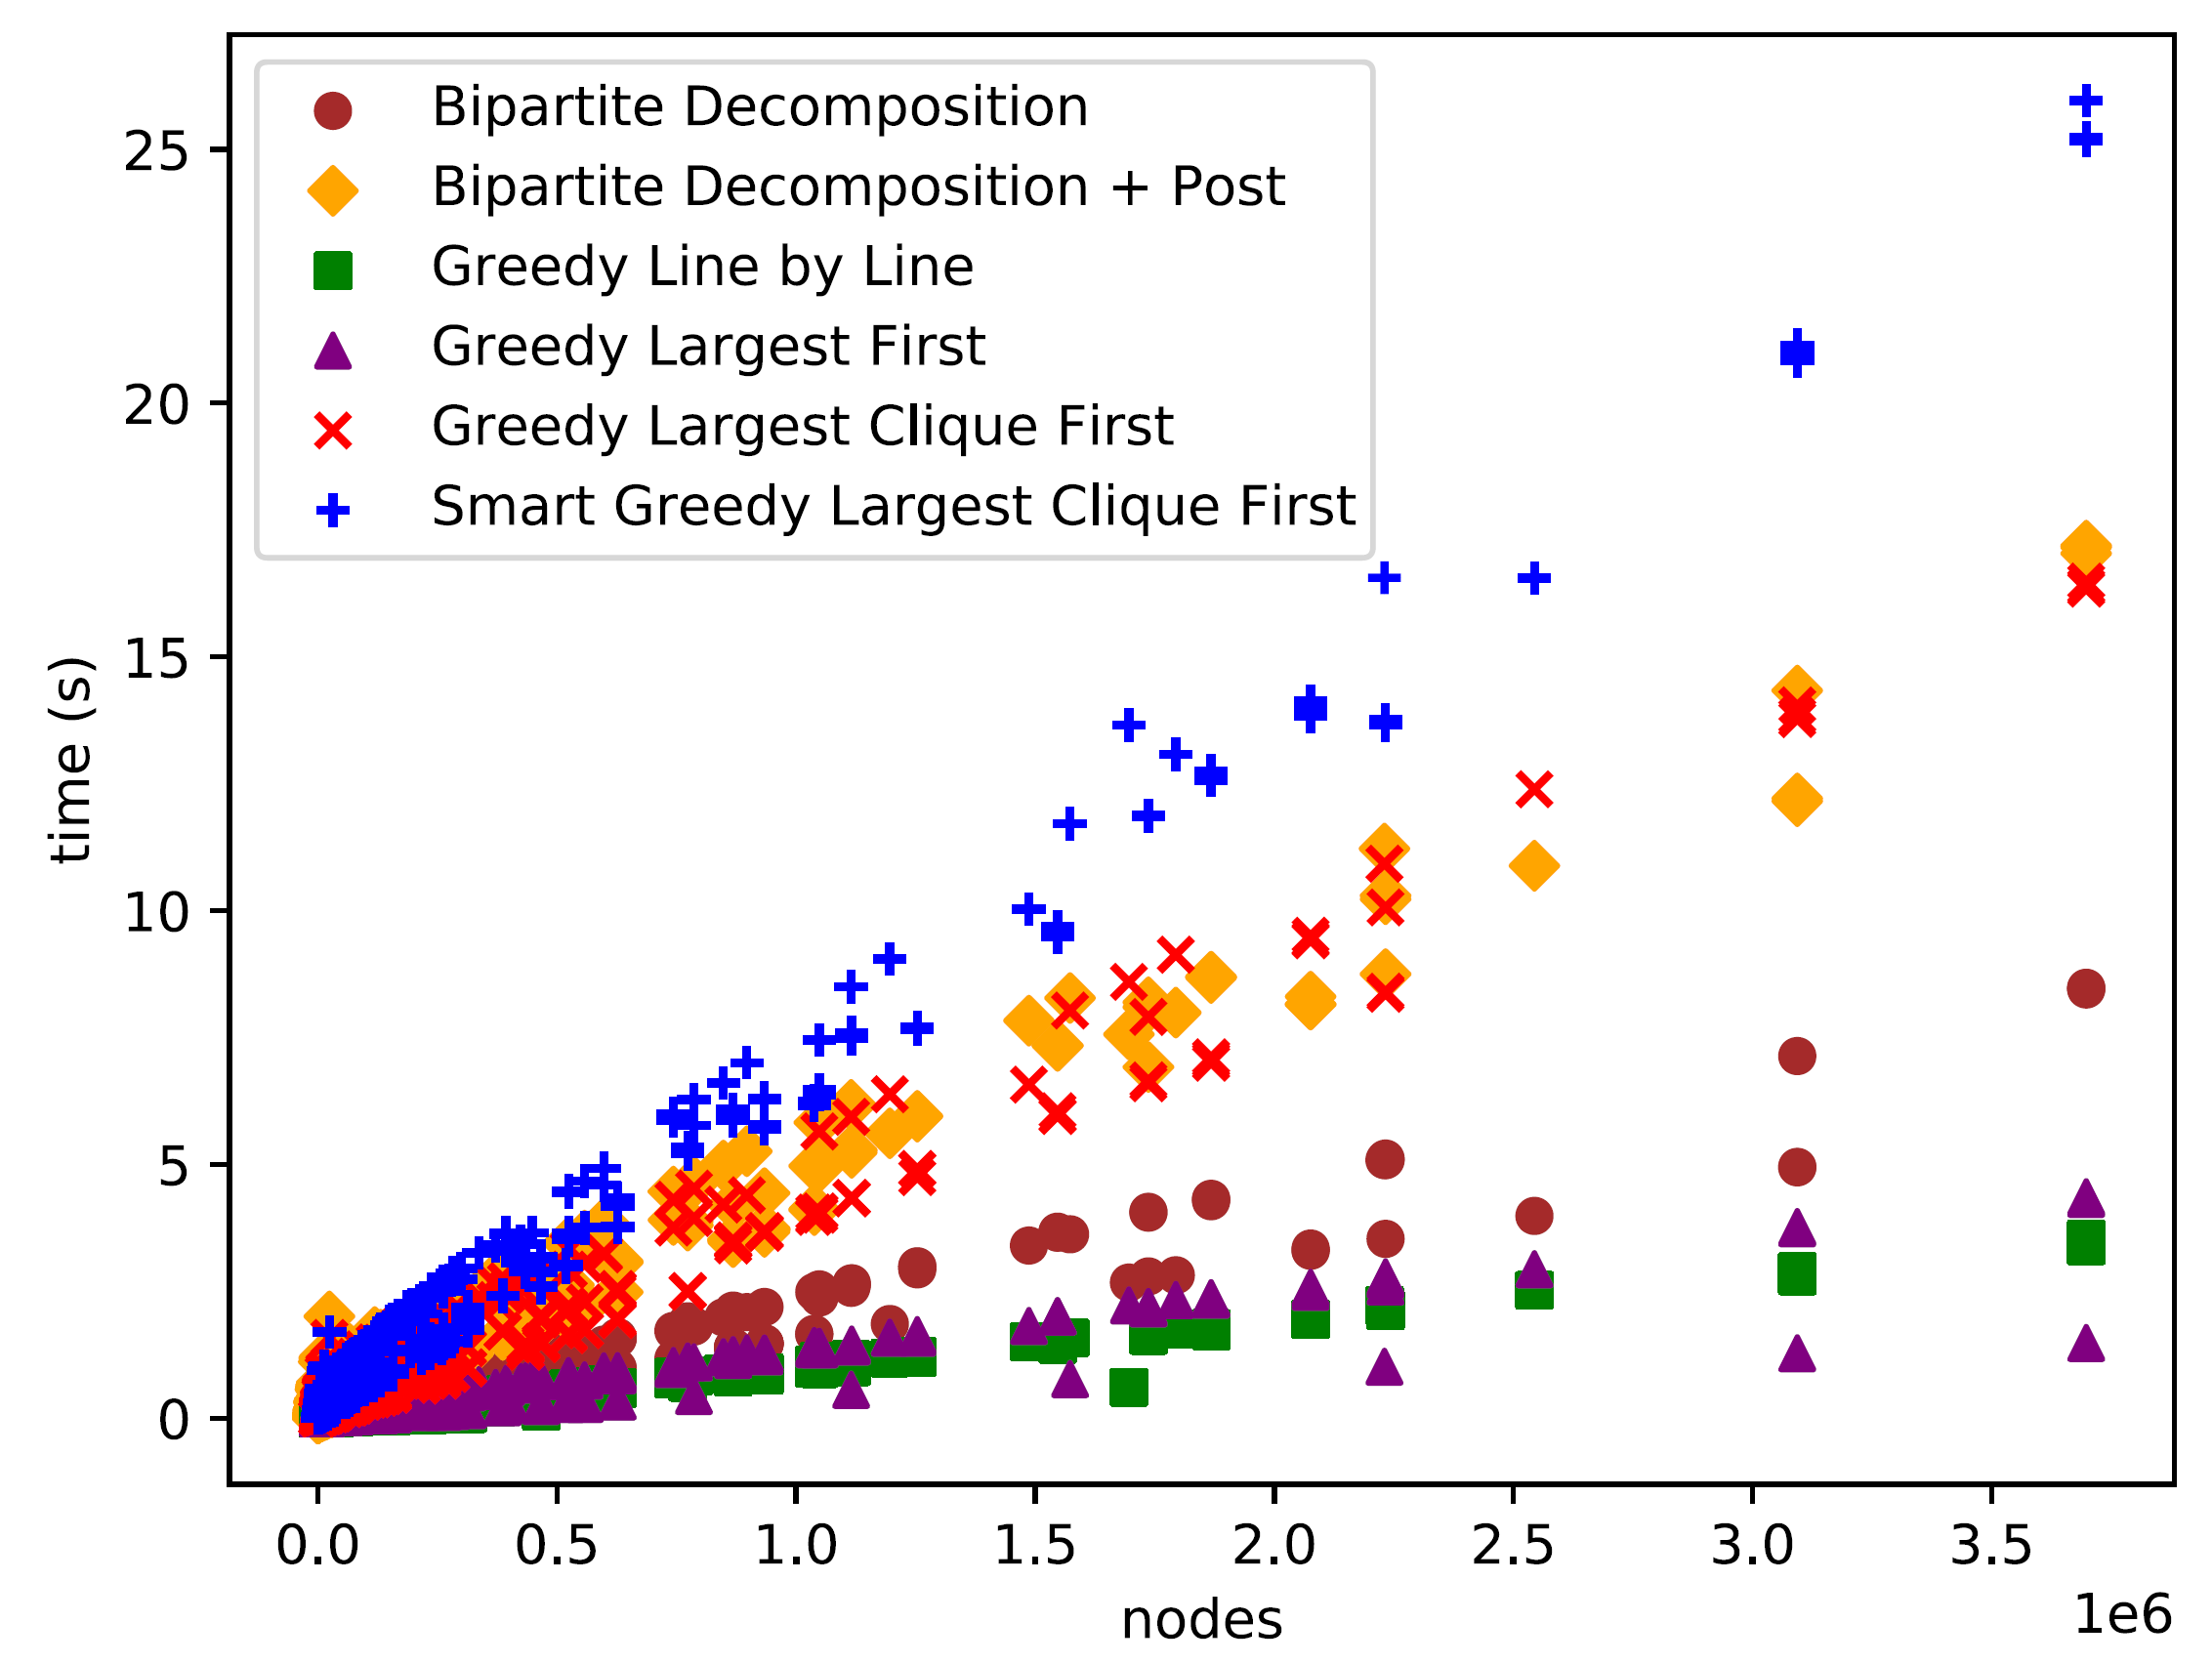 Bipartite Decomposition
Bipartite Decomposition + Post
Greedy Line by Line
Greedy Largest First
Greedy Largest Clique First
Smart Greedy Largest Clique First
25
20
15
10
5
0
time (s)
0.0 0.5 1.0 1.5 2.0 2.5 3.0 3.5
1e6
nodes